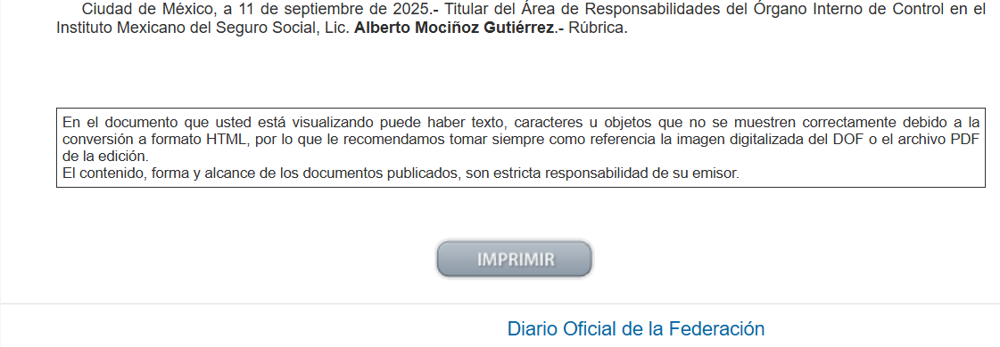 Ciudad de México, a 11 de septiembre de 2025.- Titular del Área de Responsabilidades del Órgano Interno de Control en el
Instituto Mexicano del Seguro Social, Lic. Alberto Mociñoz Gutiérrez.- Rúbrica.
En el documento que usted está visualizando puede haber texto, caracteres u objetos que no se muestren correctamente debido a la
conversión a formato HTML, por lo que le recomendamos tomar siempre como referencia la imagen digitalizada del DOF o el archivo PDF
de la edición.
El contenido, forma y alcance de los documentos publicados, son estricta responsabilidad de su emisor.
IMPRIMIR
Diario Oficial de la Federación